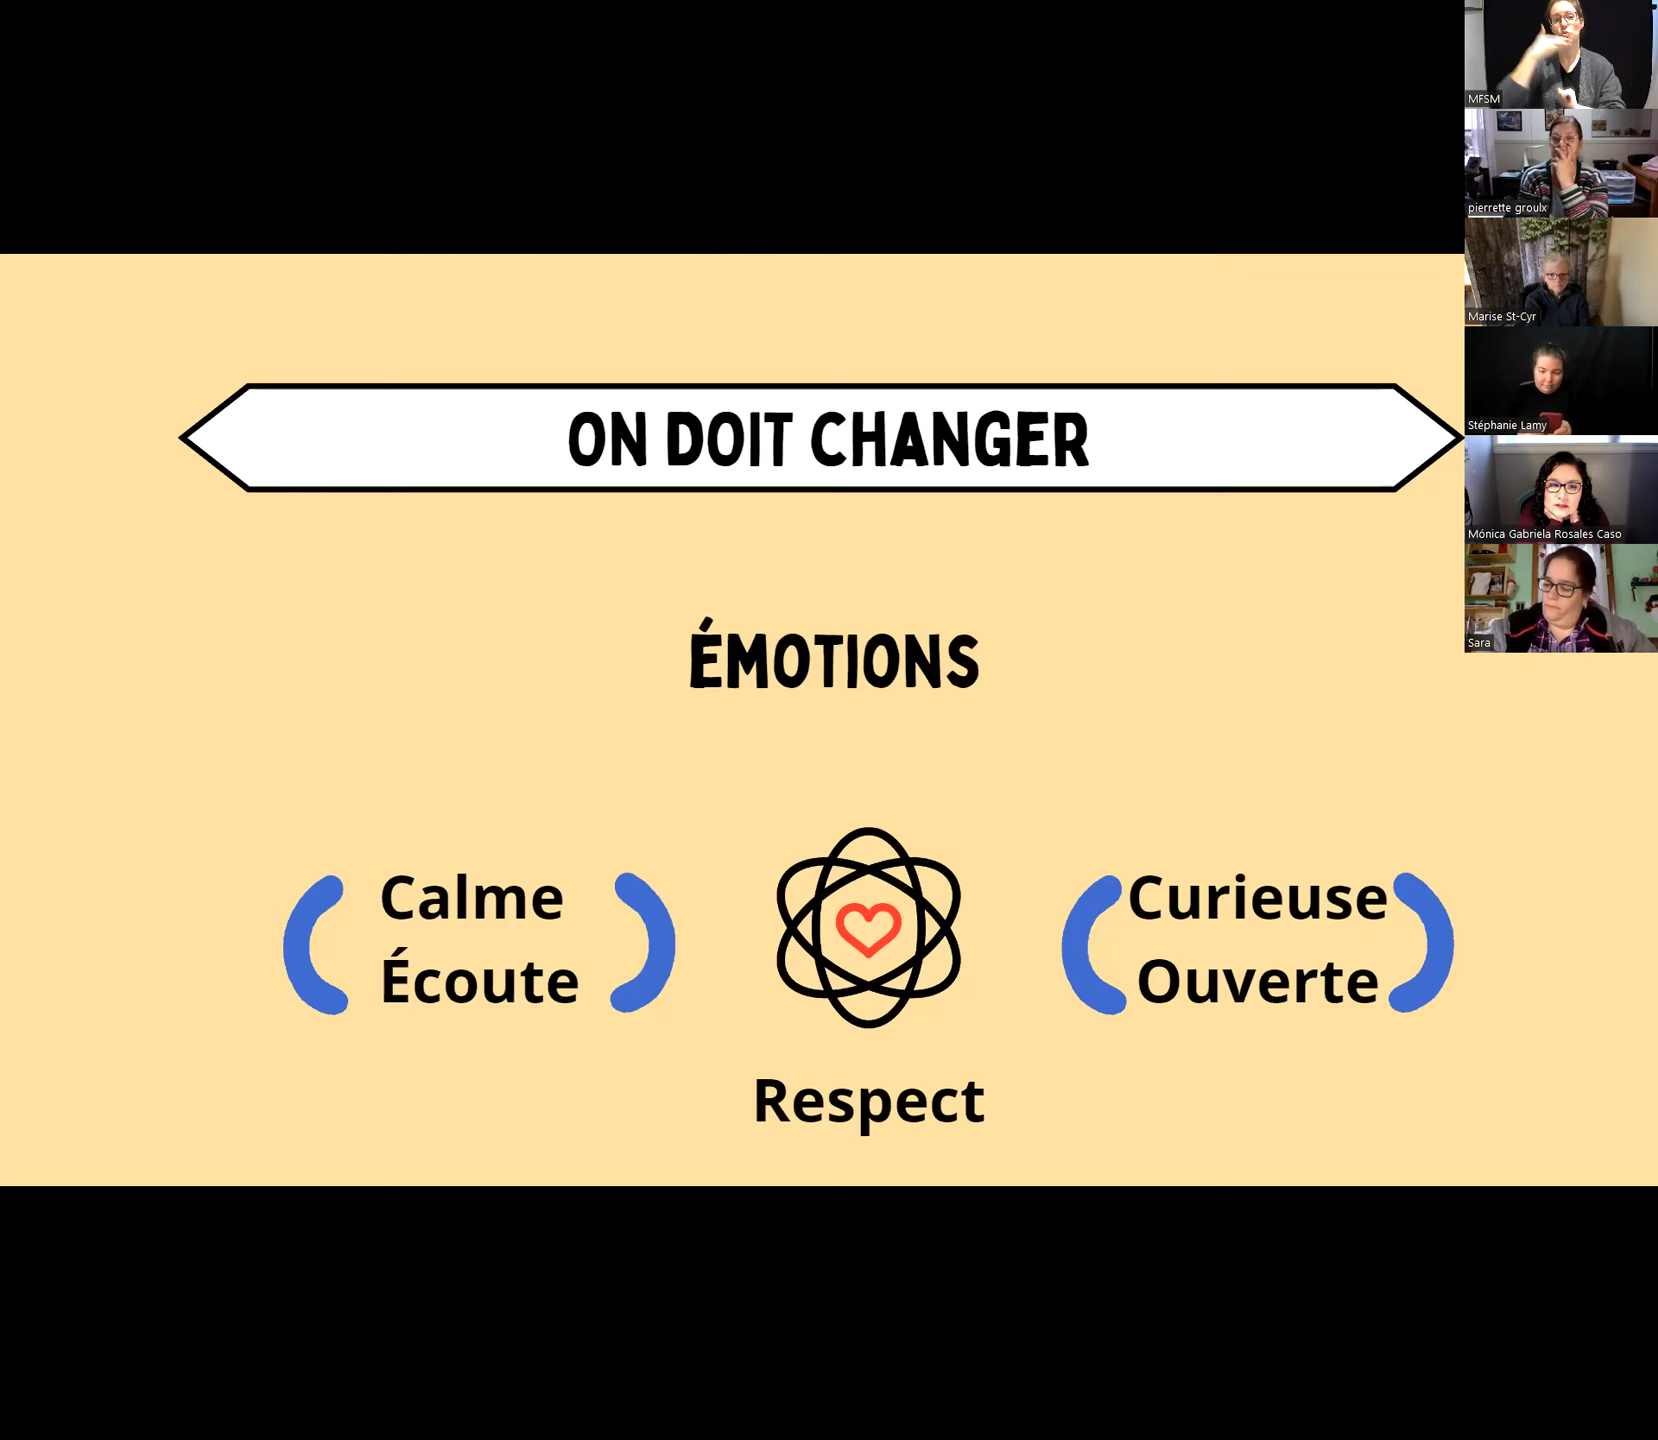 ON DOIT CHANGER
ÉMOTIONS
Calme
Écoute
Curieuse
Ouverte
Respect
MFSM
pierrette groulx
Marise St-Cyr
Stéphanie Lamy
Mónica Gabriela Rosales Caso
Sara